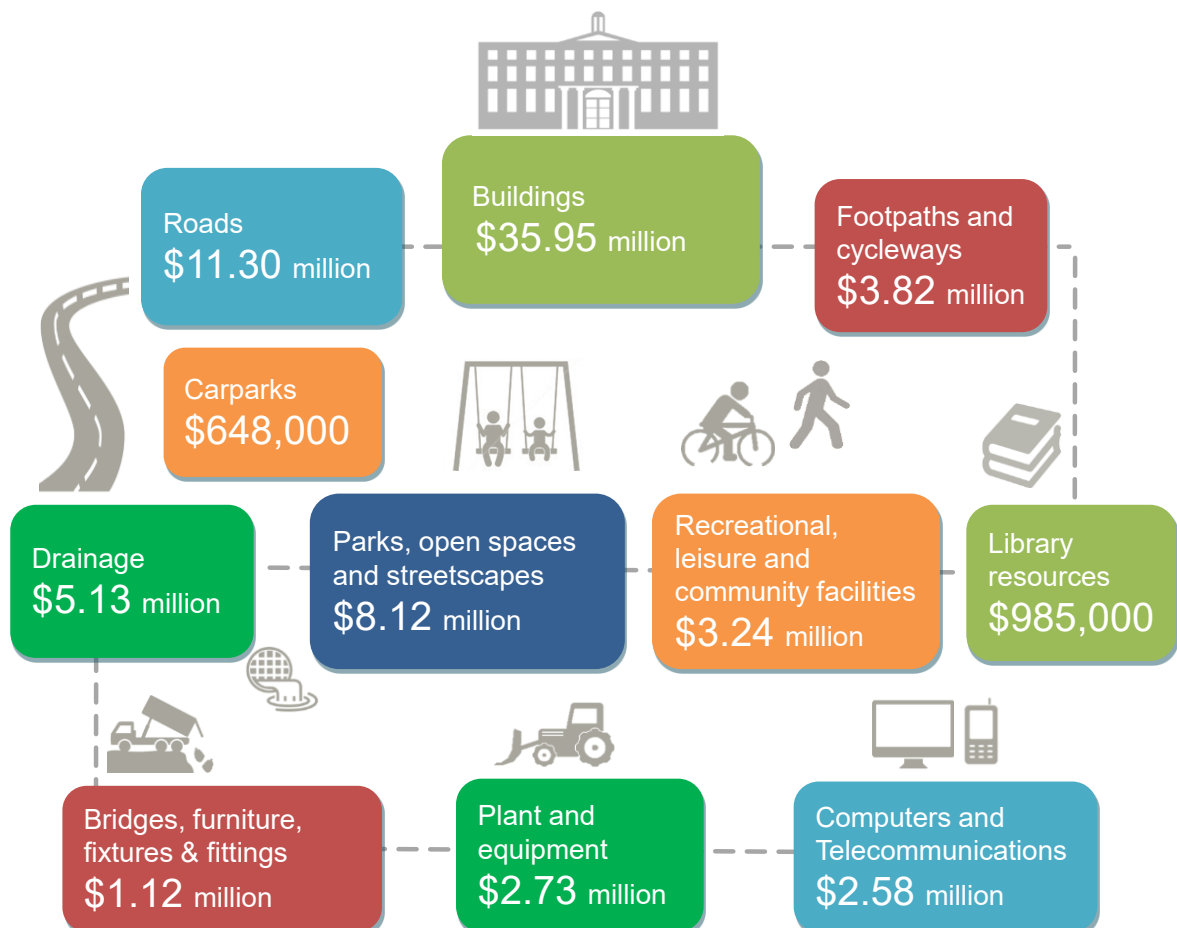 Roads
$11.30 million
Buildings
$35.95 million
Footpaths and
cycleways
$3.82 million
Carparks
$648,000
Drainage
$5.13 million
Parks, open spaces
and streetscapes
$8.12 million
Recreational,
leisure and
community facilities
$3.24 million
Library
resources
$985,000
Bridges, furniture,
fixtures & fittings
$1.12 million
Plant and
equipment
$2.73 million
Computers and
Telecommunications
$2.58 million